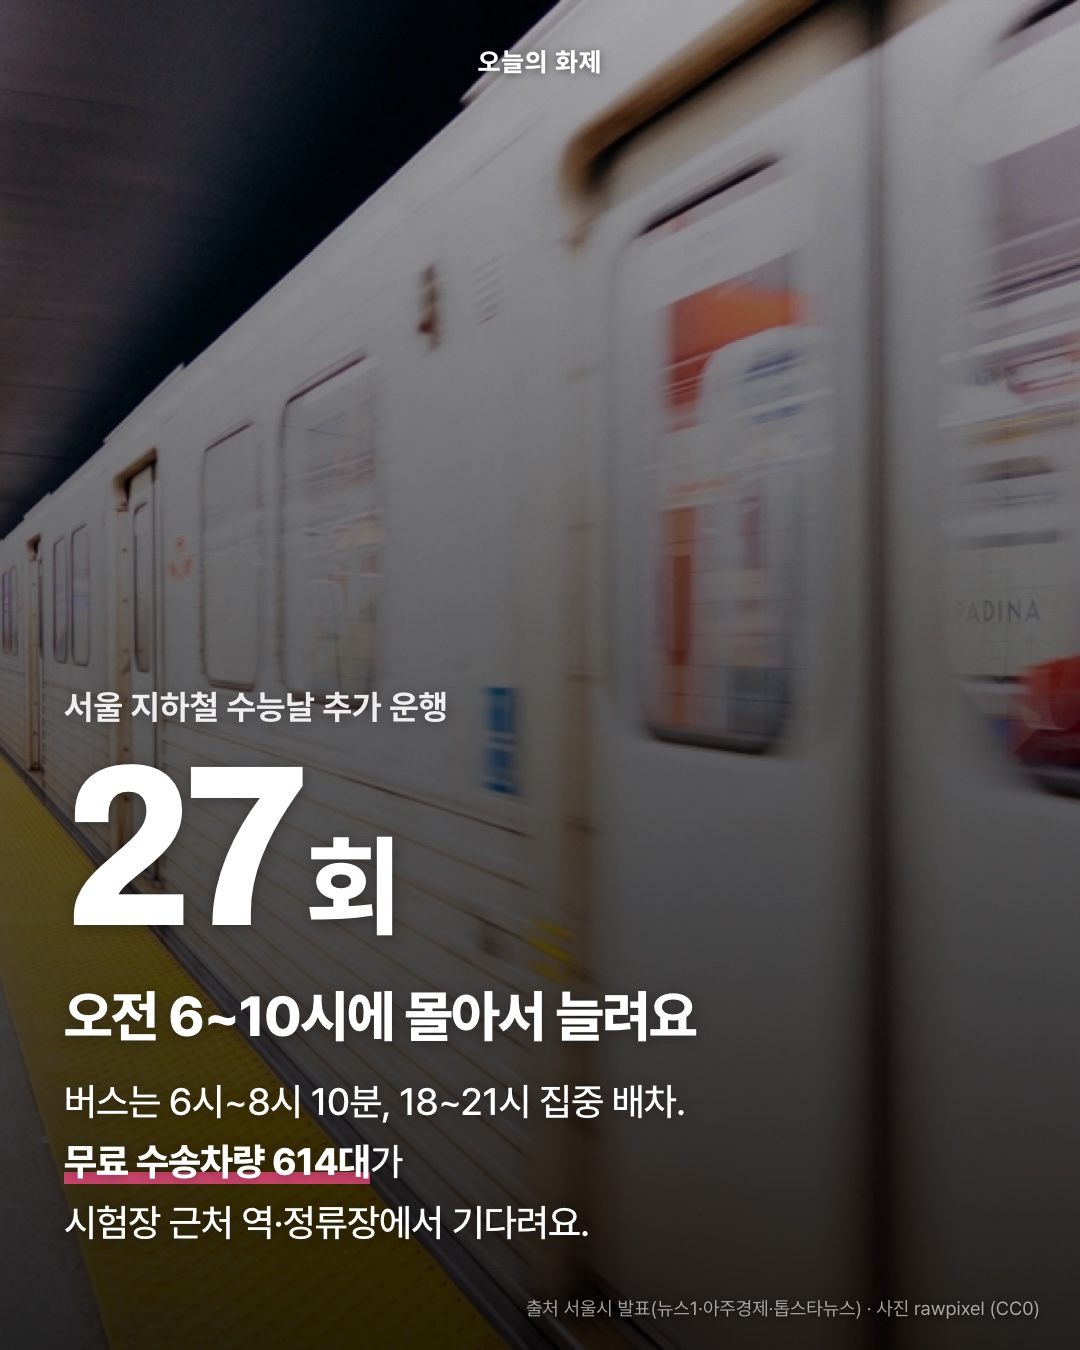 오늘의 화제
PADINA
서울 지하철 수능날 추가 운행
27회
오전 6~10시에 몰아서 늘려요
버스는 6시~8시 10분, 18~21시 집중 배차.
무료 수송차량 614대가
시험장 근처 역·정류장에서 기다려요.
출처 서울시 발표(뉴스1·아주경제·톱스타뉴스) · 사진 rawpixel (CC0)